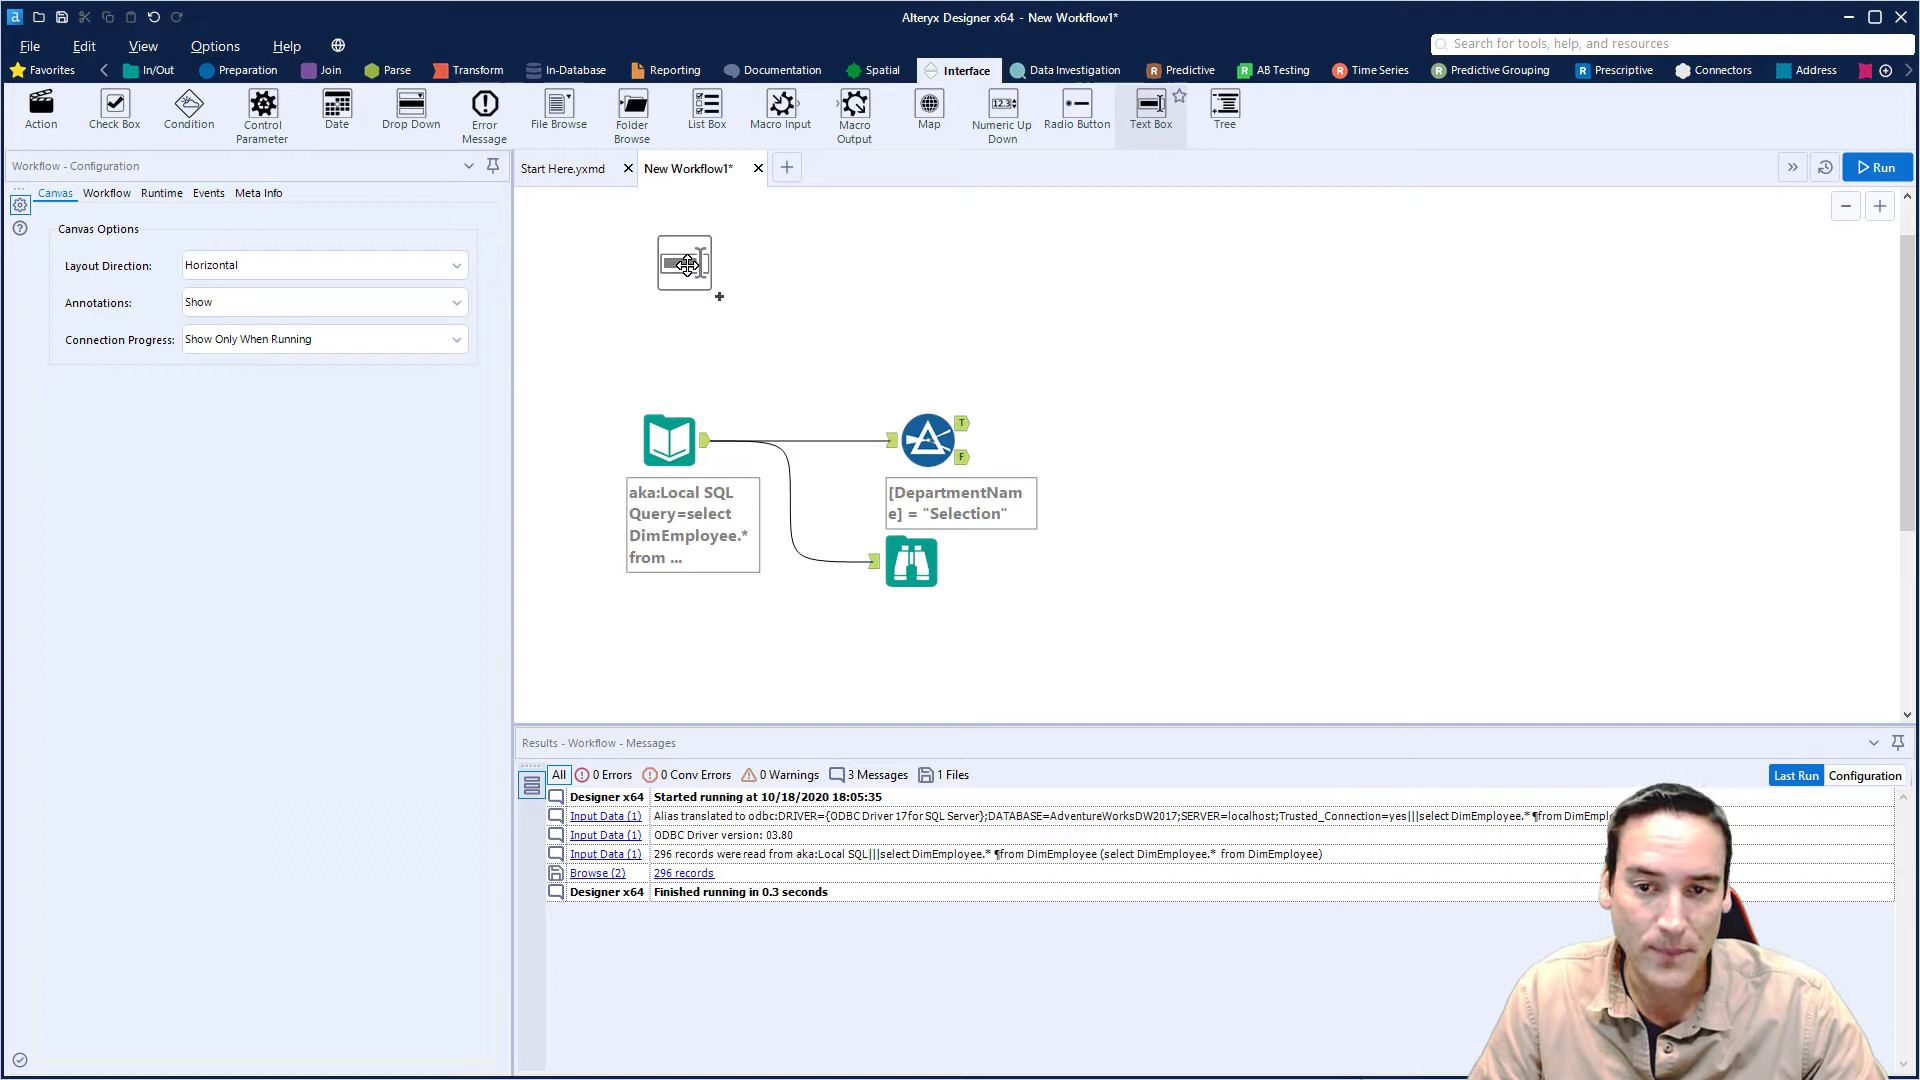 Alteryx Designer x64 - New Workflow1*
File Edit View Options Help
Search for tools, help, and resources
Favorites In/Out Preparation Join Parse Transform In-Database Reporting Documentation Spatial Interface Data Investigation Predictive AB Testing Time Series Predictive Grouping Prescriptive Connectors Address
Action Check Box Condition Control Parameter Date Drop Down Error Message File Browse Folder Browse List Box Macro Input Macro Output Map Numeric Up Down Radio Button Text Box Tree
Workflow - Configuration
Start Here.yxmd New Workflow1* Run
Canvas Workflow Runtime Events Meta Info
Canvas Options
Layout Direction: Horizontal
Annotations: Show
Connection Progress: Show Only When Running
T
F
aka:Local SQL
Query=select
DimEmployee.*
from ...
[DepartmentNam
e] = "Selection"
Results - Workflow - Messages
All 0 Errors 0 Conv Errors 0 Warnings 3 Messages 1 Files Last Run Configuration
Designer x64 Started running at 10/18/2020 18:05:35
Input Data (1) Alias translated to odbc:DRIVER={ODBC Driver 17for SQL Server};DATABASE=AdventureWorksDW2017;SERVER=localhost;Trusted_Connection=yes|||select DimEmployee.* ¶from DimEmpl
Input Data (1) ODBC Driver version: 03.80
Input Data (1) 296 records were read from aka:Local SQL|||select DimEmployee.* ¶from DimEmployee (select DimEmployee.* from DimEmployee)
Browse (2) 296 records
Designer x64 Finished running in 0.3 seconds